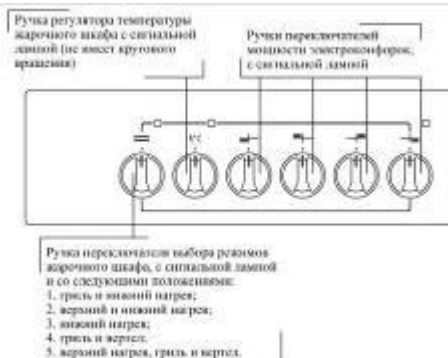 Ручка регулятора температуры
жарочного шкафа с сигнальной
лампой (не имеет кругового
вращения)
Ручки переключателей
мощности электроконфорок,
с сигнальной лампой
t°C
Ручка переключателя выбора режимов
жарочного шкафа, с сигнальной лампой
и со следующими положениями:
1. гриль и нижний нагрев;
2. верхний и нижний нагрев;
3. нижний нагрев;
4. гриль и вертел;
5. верхний нагрев, гриль и вертел.